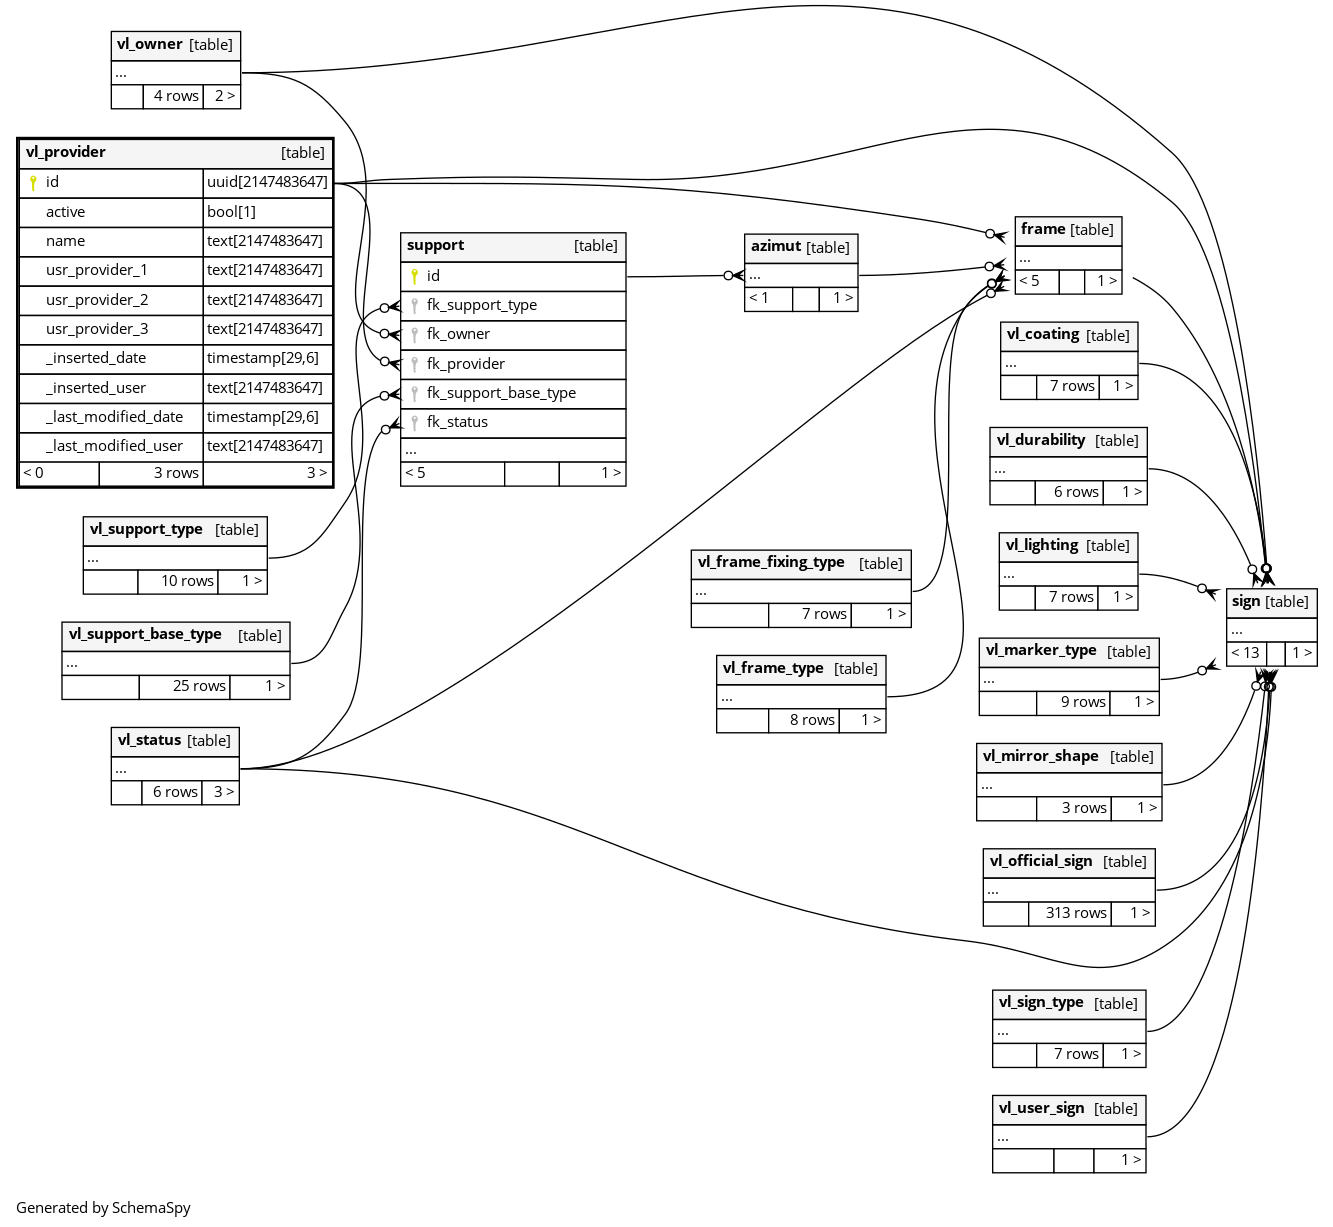 vl_owner [table]
...
4 rows 2 >
vl_provider [table]
id uuid[2147483647]
active bool[1]
name text[2147483647]
usr_provider_1 text[2147483647]
usr_provider_2 text[2147483647]
usr_provider_3 text[2147483647]
_inserted_date timestamp[29,6]
_inserted_user text[2147483647]
_last_modified_date timestamp[29,6]
_last_modified_user text[2147483647]
< 0 3 rows 3 >
vl_support_type [table]
...
10 rows 1 >
vl_support_base_type [table]
...
25 rows 1 >
vl_status [table]
...
6 rows 3 >
support [table]
id
fk_support_type
fk_owner
fk_provider
fk_support_base_type
fk_status
...
< 5 1 >
azimut [table]
...
< 1 1 >
vl_frame_fixing_type [table]
...
7 rows 1 >
vl_frame_type [table]
...
8 rows 1 >
frame [table]
...
< 5 1 >
vl_coating [table]
...
7 rows 1 >
vl_durability [table]
...
6 rows 1 >
vl_lighting [table]
...
7 rows 1 >
vl_marker_type [table]
...
9 rows 1 >
vl_mirror_shape [table]
...
3 rows 1 >
vl_official_sign [table]
...
313 rows 1 >
vl_sign_type [table]
...
7 rows 1 >
vl_user_sign [table]
...
1 >
sign [table]
...
< 13 1 >
Generated by SchemaSpy